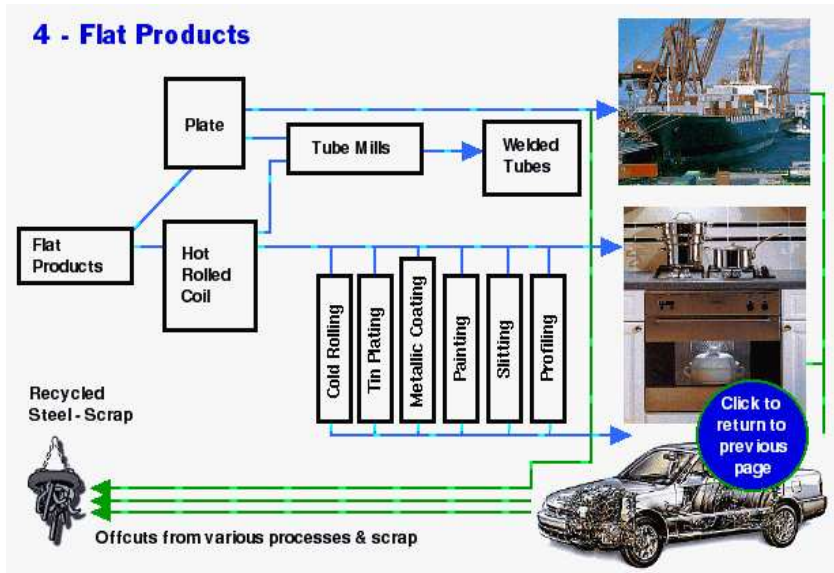 4 - Flat Products
Plate
Tube Mills
Welded
Tubes
Flat
Products
Hot
Rolled
Coil
Cold Rolling
Tin Plating
Metallic Coating
Painting
Slitting
Profiling
Recycled
Steel - Scrap
Click to
return to
previous
page
Offcuts from various processes & scrap